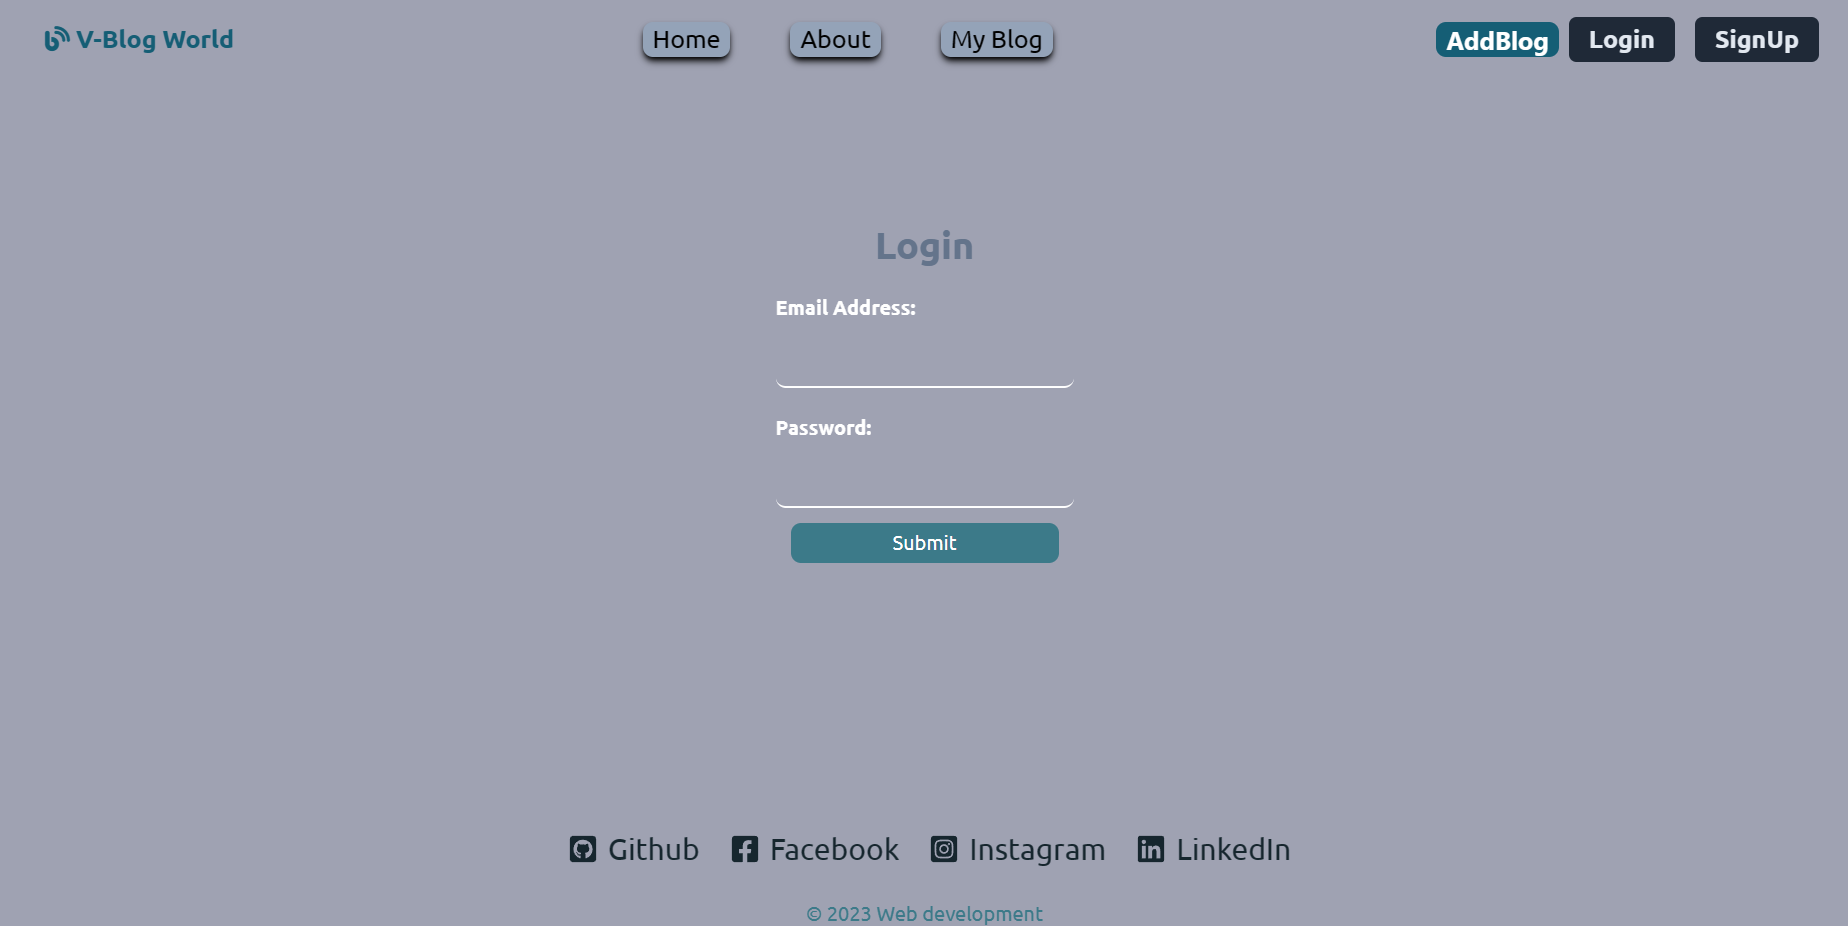 V-Blog World
Home
About
My Blog
AddBlog
Login
SignUp
Login
Email Address:
Password:
Submit
Github
Facebook
Instagram
LinkedIn
© 2023 Web development